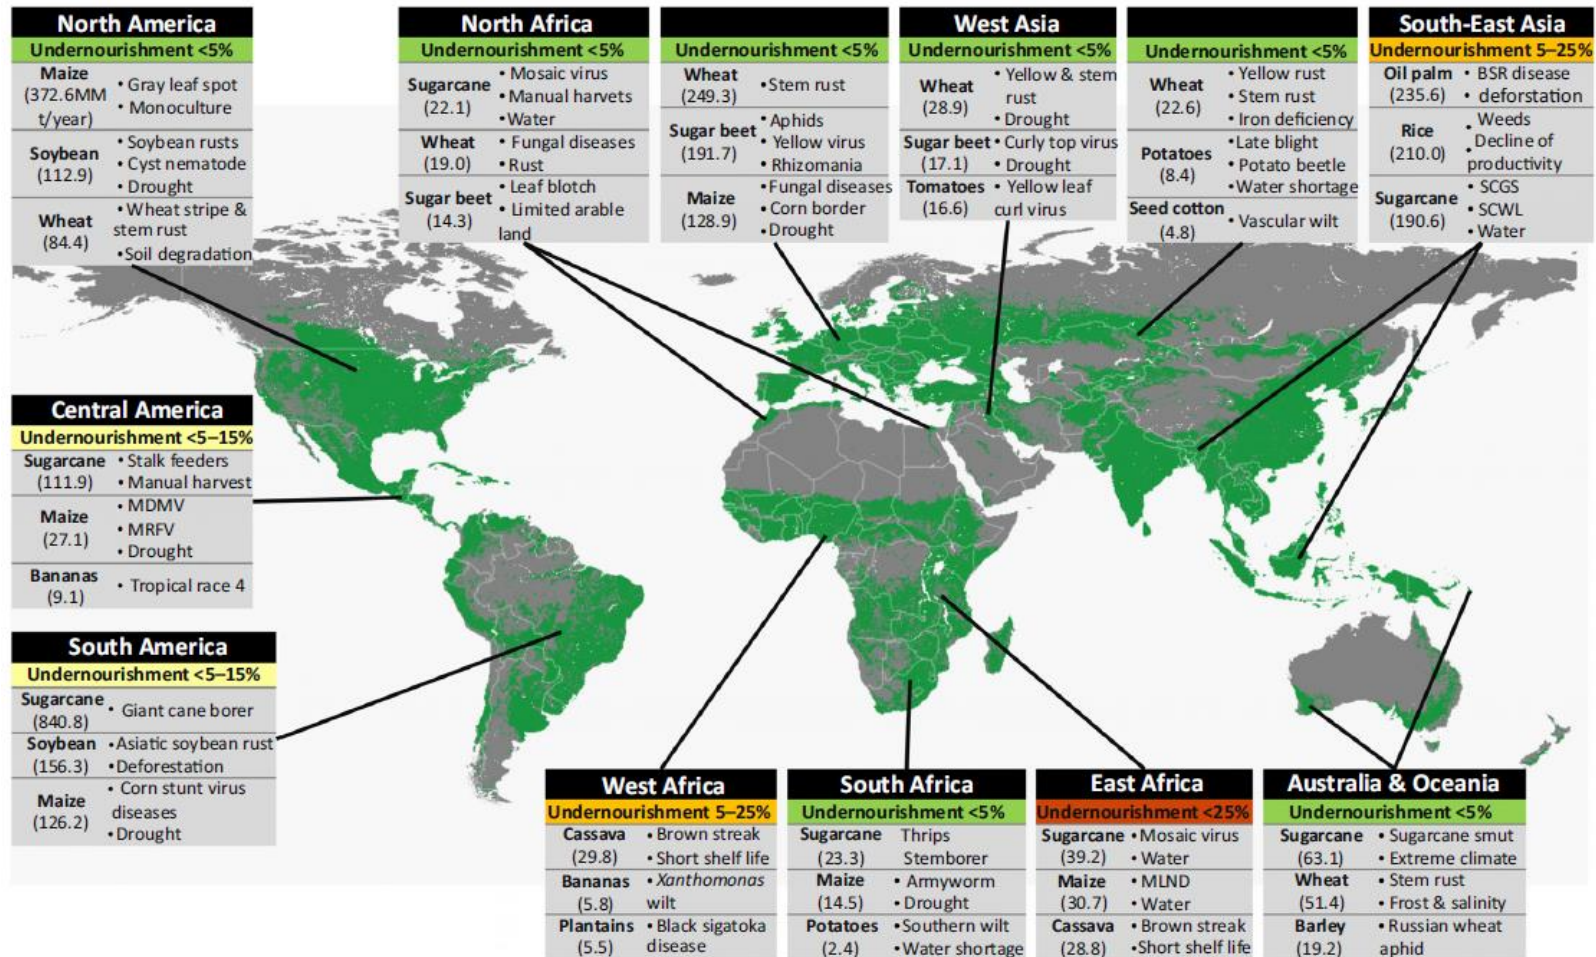 North America
Undernourishment <5%
Maize
(372.6MM
t/year)
• Gray leaf spot
• Monoculture
Soybean
(112.9)
• Soybean rusts
• Cyst nematode
• Drought
Wheat
(84.4)
• Wheat stripe &
stem rust
• Soil degradation
North Africa
Undernourishment <5%
Sugarcane
(22.1)
• Mosaic virus
• Manual harvets
• Water
Wheat
(19.0)
• Fungal diseases
• Rust
Sugar beet
(14.3)
• Leaf blotch
• Limited arable
land
Undernourishment <5%
Wheat
(249.3)
• Stem rust
Sugar beet
(191.7)
• Aphids
• Yellow virus
• Rhizomania
Maize
(128.9)
• Fungal diseases
• Corn border
• Drought
West Asia
Undernourishment <5%
Wheat
(28.9)
• Yellow & stem
rust
• Drought
Sugar beet
(17.1)
• Curly top virus
• Drought
Tomatoes
(16.6)
• Yellow leaf
curl virus
Undernourishment <5%
Wheat
(22.6)
• Yellow rust
• Stem rust
• Iron deficiency
Potatoes
(8.4)
• Late blight
• Potato beetle
• Water shortage
Seed cotton
(4.8)
• Vascular wilt
South-East Asia
Undernourishment 5–25%
Oil palm
(235.6)
• BSR disease
• deforstation
Rice
(210.0)
• Weeds
• Decline of
productivity
Sugarcane
(190.6)
• SCGS
• SCWL
• Water
Central America
Undernourishment <5–15%
Sugarcane
(111.9)
• Stalk feeders
• Manual harvest
Maize
(27.1)
• MDMV
• MRFV
• Drought
Bananas
(9.1)
• Tropical race 4
South America
Undernourishment <5–15%
Sugarcane
(840.8)
• Giant cane borer
Soybean
(156.3)
• Asiatic soybean rust
• Deforestation
Maize
(126.2)
• Corn stunt virus
diseases
• Drought
West Africa
Undernourishment 5–25%
Cassava
(29.8)
• Brown streak
• Short shelf life
Bananas
(5.8)
• Xanthomonas
wilt
Plantains
(5.5)
• Black sigatoka
disease
South Africa
Undernourishment <5%
Sugarcane
(23.3)
Thrips
Stemborer
Maize
(14.5)
• Armyworm
• Drought
Potatoes
(2.4)
• Southern wilt
• Water shortage
East Africa
Undernourishment <25%
Sugarcane
(39.2)
• Mosaic virus
• Water
Maize
(30.7)
• MLND
• Water
Cassava
(28.8)
• Brown streak
• Short shelf life
Australia & Oceania
Undernourishment <5%
Sugarcane
(63.1)
• Sugarcane smut
• Extreme climate
Wheat
(51.4)
• Stem rust
• Frost & salinity
Barley
(19.2)
• Russian wheat
aphid